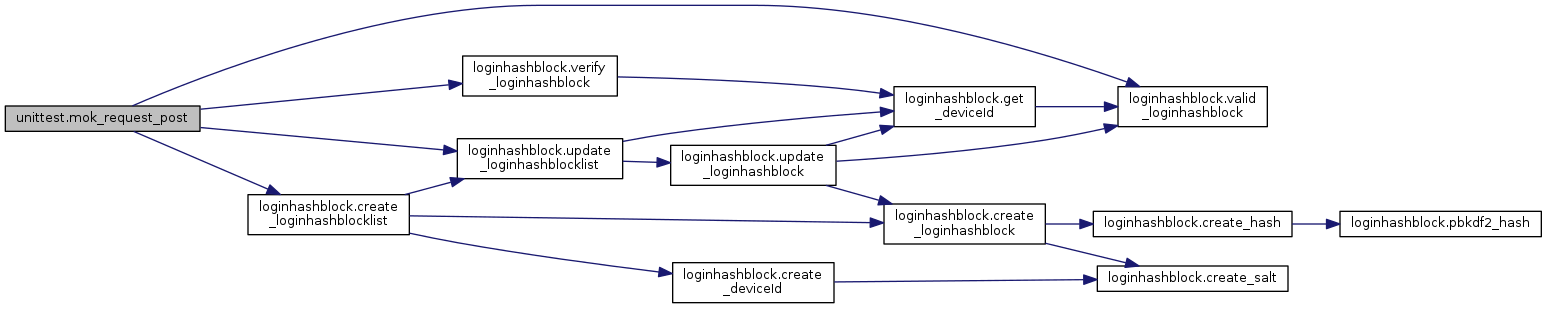 unittest.mok_request_post
loginhashblock.verify
_loginhashblock
loginhashblock.update
_loginhashblocklist
loginhashblock.create
_loginhashblocklist
loginhashblock.update
_loginhashblock
loginhashblock.create
_deviceId
loginhashblock.get
_deviceId
loginhashblock.create
_loginhashblock
loginhashblock.valid
_loginhashblock
loginhashblock.create_hash
loginhashblock.create_salt
loginhashblock.pbkdf2_hash